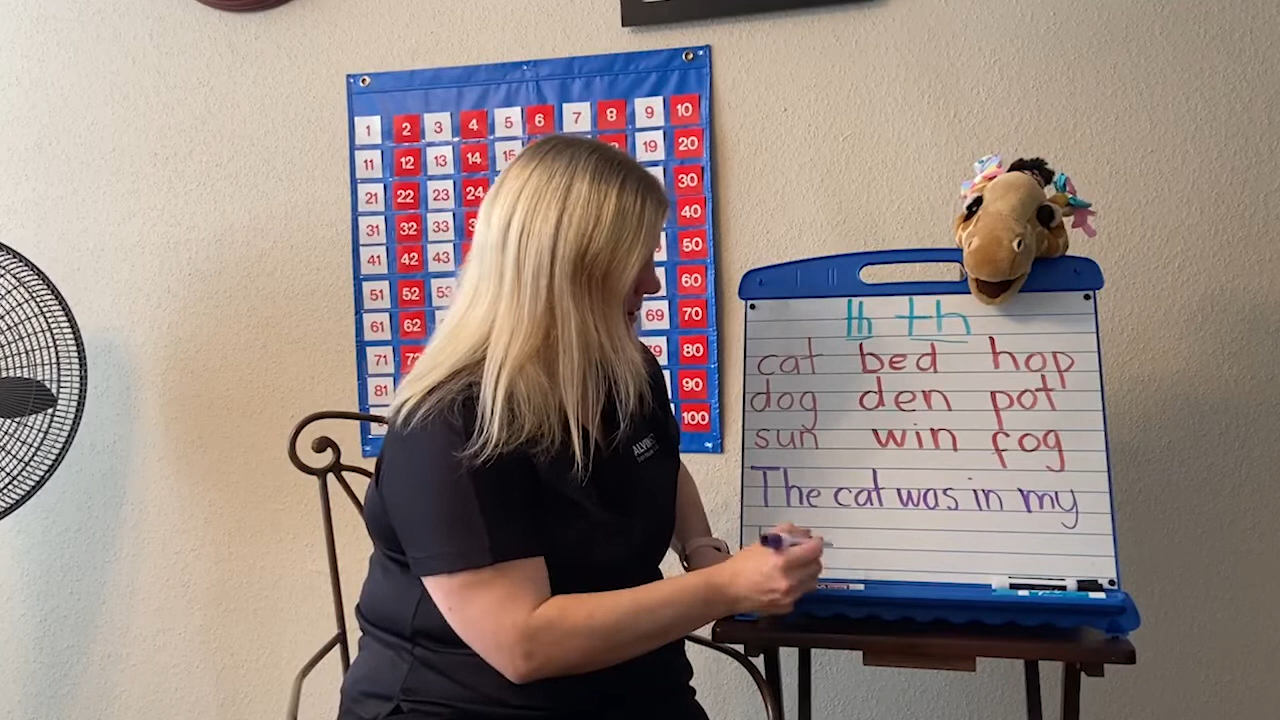 1 2 3 4 5 6 7 8 9 10
11 12 13 14 15 19 20
21 22 23 24 30
31 32 33 40
41 42 43 50
51 52 53 60
61 62 69 70
71 72 79 80
81 90
100
th th
cat bed hop
dog den pot
sun win fog
The cat was in my